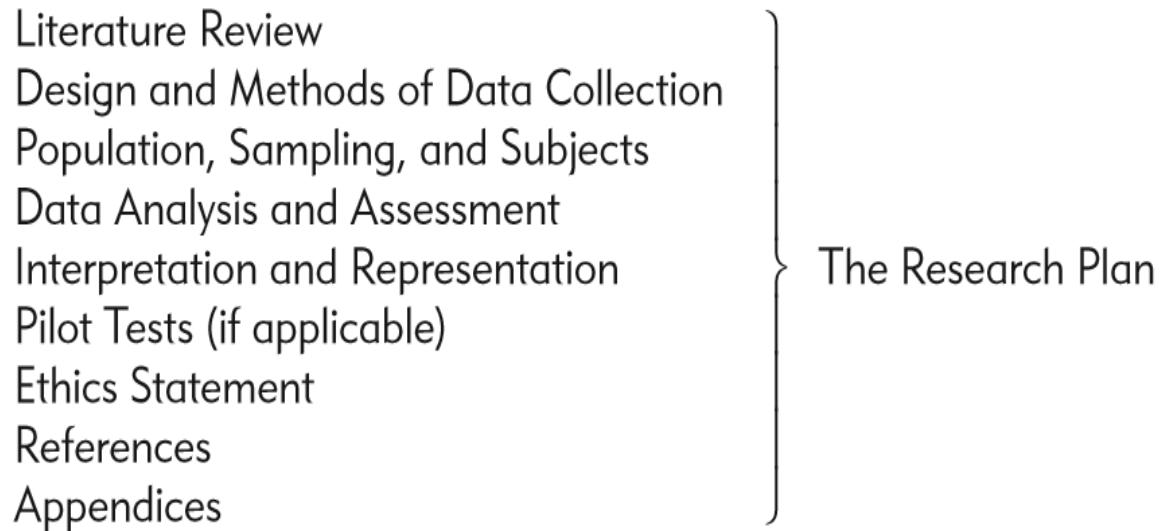 Literature Review
Design and Methods of Data Collection
Population, Sampling, and Subjects
Data Analysis and Assessment
Interpretation and Representation
The Research Plan
Pilot Tests (if applicable)
Ethics Statement
References
Appendices